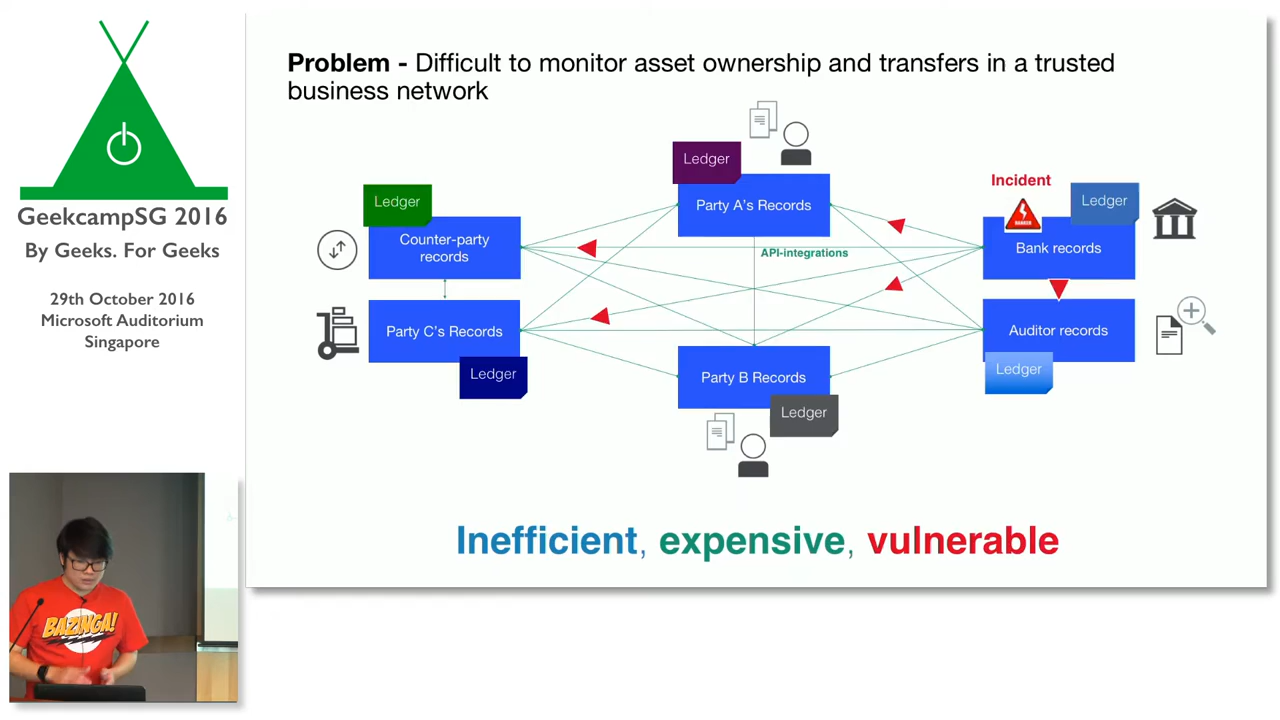 GeekcampSG 2016
By Geeks. For Geeks
29th October 2016
Microsoft Auditorium
Singapore
Problem - Difficult to monitor asset ownership and transfers in a trusted
business network
Ledger
Party A's Records
Incident
Ledger
Bank records
Ledger
Counter-party
records
API-integrations
Party C's Records
Ledger
Auditor records
Ledger
Party B Records
Ledger
Inefficient, expensive, vulnerable
BAZINGA!